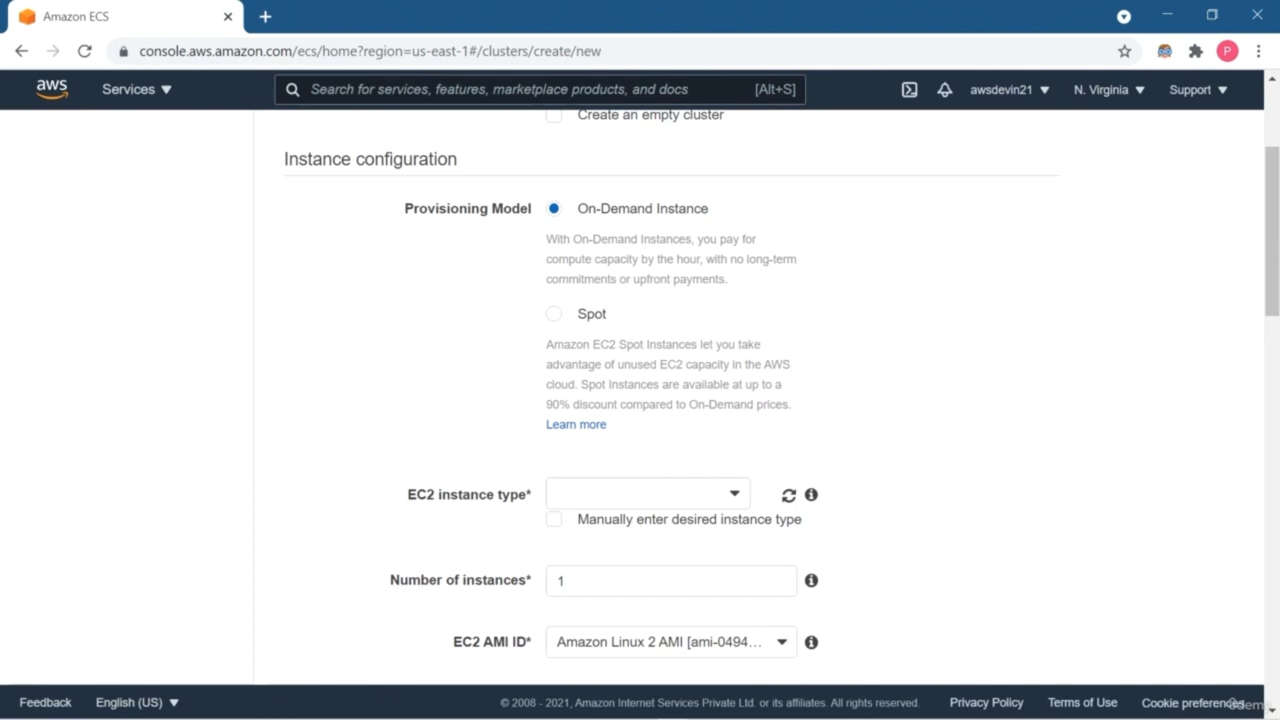 Amazon ECS
console.aws.amazon.com/ecs/home?region=us-east-1#/clusters/create/new
P
aws
Services
Search for services, features, marketplace products, and docs
[Alt+S]
awsdevin21
N. Virginia
Support
Create an empty cluster
Instance configuration
Provisioning Model
On-Demand Instance
With On-Demand Instances, you pay for
compute capacity by the hour, with no long-term
commitments or upfront payments.
Spot
Amazon EC2 Spot Instances let you take
advantage of unused EC2 capacity in the AWS
cloud. Spot Instances are available at up to a
90% discount compared to On-Demand prices.
Learn more
EC2 instance type*
Manually enter desired instance type
Number of instances*
1
EC2 AMI ID*
Amazon Linux 2 AMI [ami-0494...
Feedback
English (US)
© 2008 - 2021, Amazon Internet Services Private Ltd. or its affiliates. All rights reserved.
Privacy Policy
Terms of Use
Cookie preferences